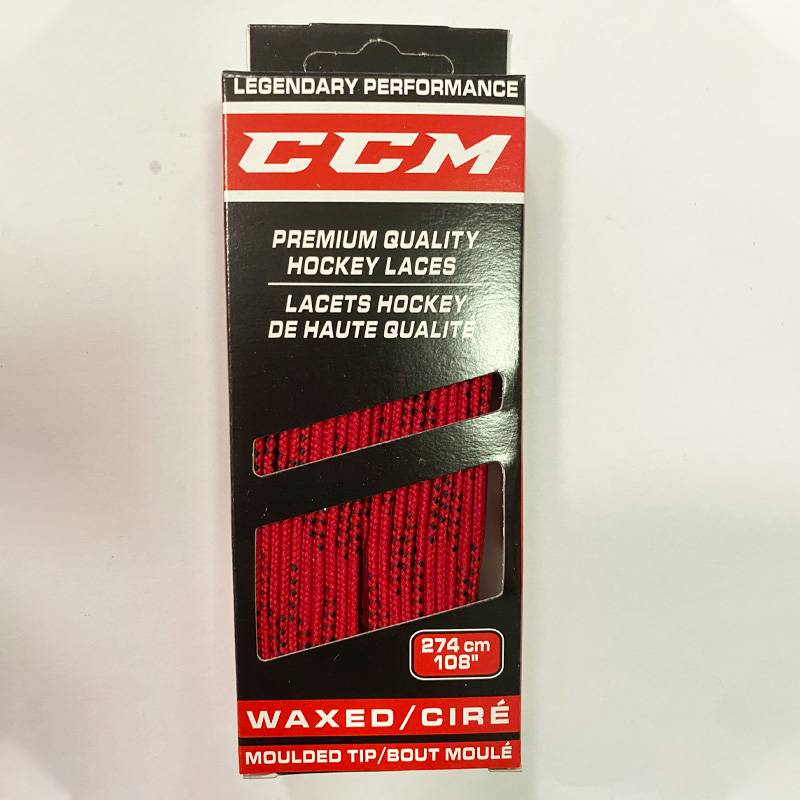 LEGENDARY PERFORMANCE
CCM
PREMIUM QUALITY
HOCKEY LACES
LACETS HOCKEY
DE HAUTE QUALITÉ
274 cm
108"
WAXED/CIRÉ
MOULDED TIP/BOUT MOULÉ